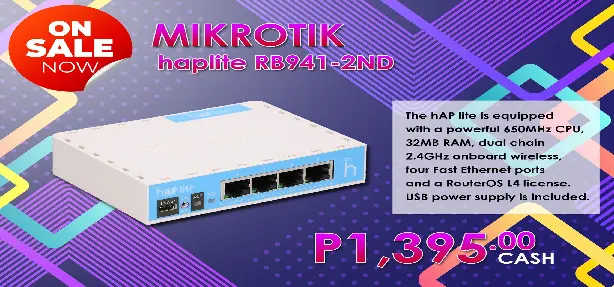 ON
SALE
NOW
MIKROTIK
haplite RB941-2ND
The hAP lite is equipped
with a powerful 650MHz CPU,
32MB RAM, dual chain
2.4GHz onboard wireless,
four Fast Ethernet ports
and a RouterOS L4 license.
USB power supply is included.
hAP lite
h
P1,395.00
CASH